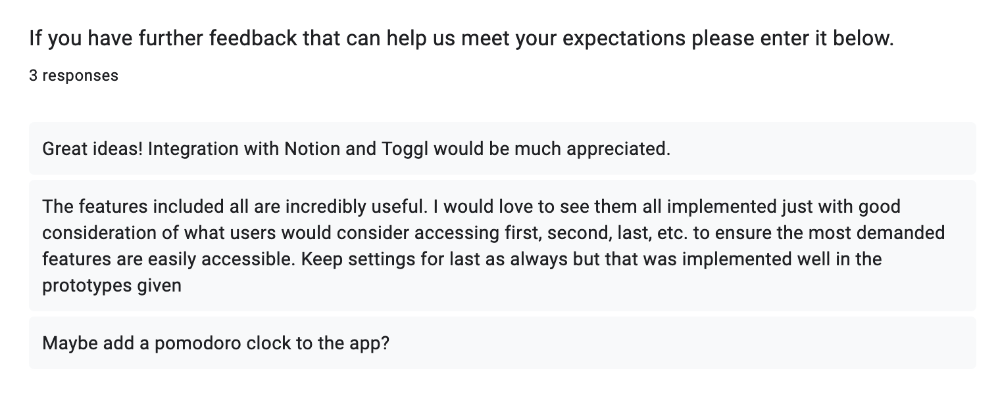 If you have further feedback that can help us meet your expectations please enter it below.
3 responses
Great ideas! Integration with Notion and Toggl would be much appreciated.
The features included all are incredibly useful. I would love to see them all implemented just with good
consideration of what users would consider accessing first, second, last, etc. to ensure the most demanded
features are easily accessible. Keep settings for last as always but that was implemented well in the
prototypes given
Maybe add a pomodoro clock to the app?